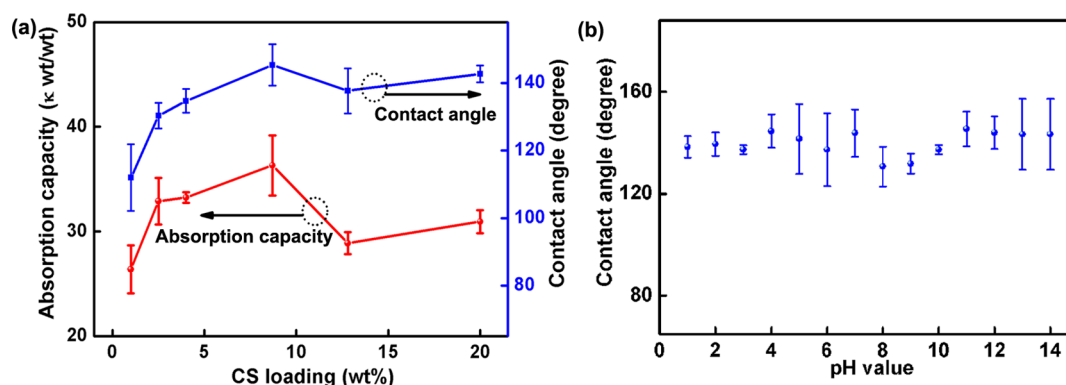 (a)
Absorption capacity (κ wt/wt)
50
40
30
20
0
5
10
15
20
CS loading (wt%)
Contact angle
Absorption capacity
140
120
100
80
Contact angle (degree)
(b)
Contact angle (degree)
160
120
80
0
2
4
6
8
10
12
14
pH value